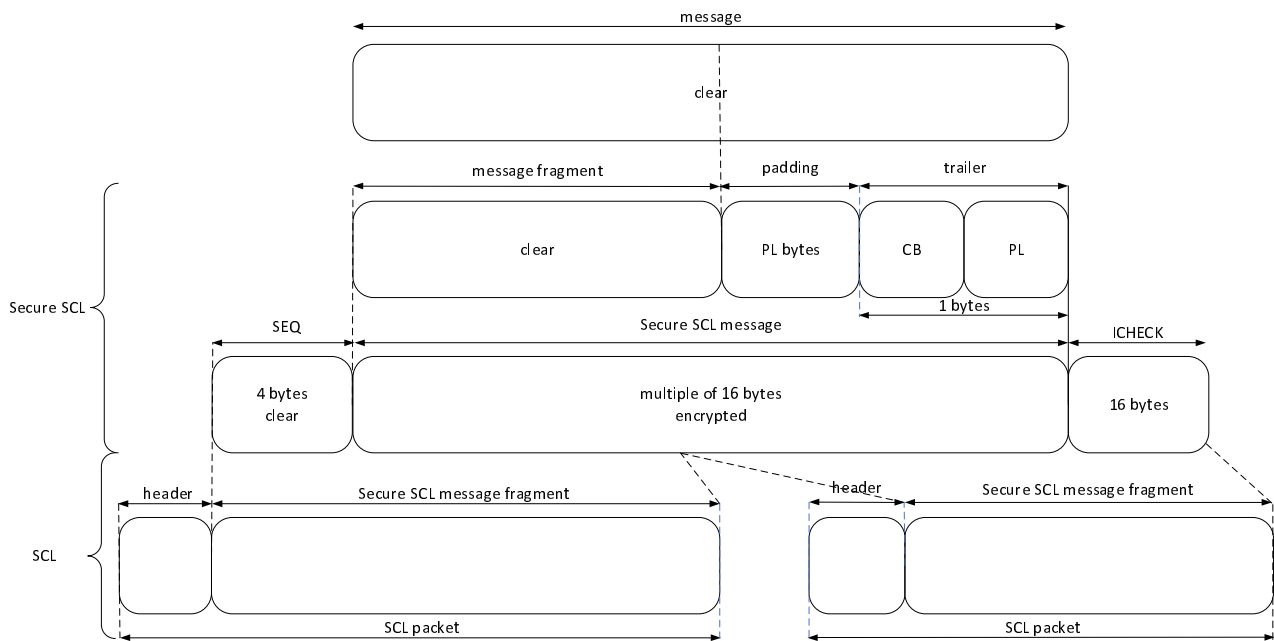 message
clear
message fragment
padding
trailer
clear
PL bytes
CB
PL
1 bytes
Secure SCL
SEQ
Secure SCL message
ICHECK
4 bytes
clear
multiple of 16 bytes
encrypted
16 bytes
header
Secure SCL message fragment
header
Secure SCL message fragment
SCL
SCL packet
SCL packet